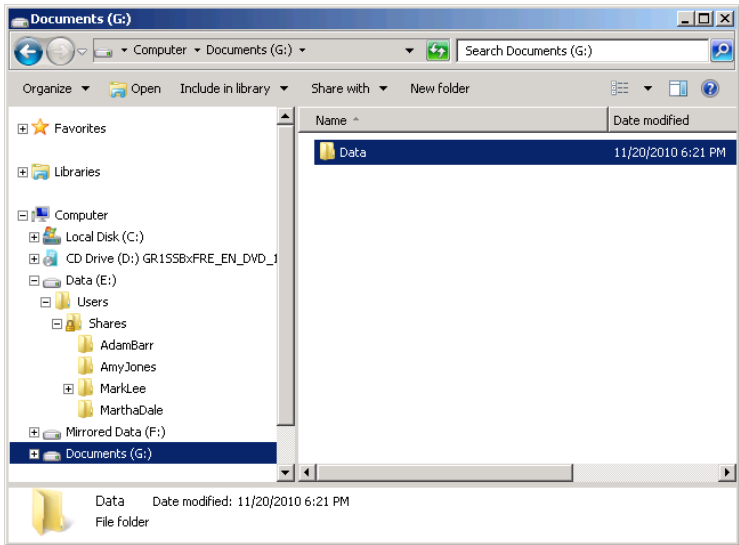 Documents (G:)
Computer Documents (G:) Search Documents (G:)
Organize Open Include in library Share with New folder
Favorites
Libraries
Computer
Local Disk (C:)
CD Drive (D:) GR1SSBxFRE_EN_DVD_1
Data (E:)
Users
Shares
AdamBarr
AmyJones
MarkLee
MarthaDale
Mirrored Data (F:)
Documents (G:)
Name Date modified
Data 11/20/2010 6:21 PM
Data Date modified: 11/20/2010 6:21 PM
File folder